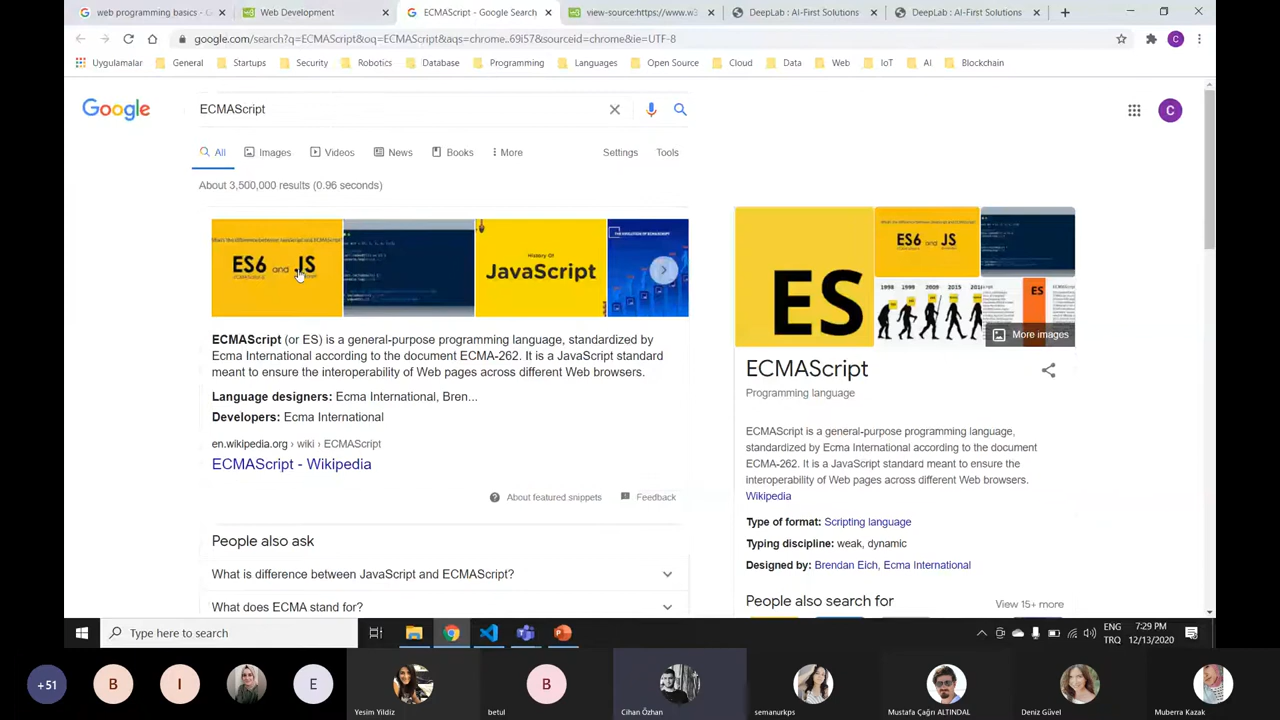 web programming basics -
Web Development
ECMAScript - Google Search
view-source:https://www.w3
DeepLab : AI-First Solutions
DeepLab : AI-First Solutions
google.com/search?q=ECMAScript&oq=ECMAScript&aqs=chrome..69i57&sourceid=chrome&ie=UTF-8
C
Uygulamalar
General
Startups
Security
Robotics
Database
Programming
Languages
Open Source
Cloud
Data
Web
IoT
AI
Blockchain
Google
ECMAScript
C
All
Images
Videos
News
Books
More
Settings
Tools
About 3,500,000 results (0.96 seconds)
ES6 and JS
History Of
JavaScript
THE EVOLUTION OF ECMASCRIPT
ES
ES6 and JS
1998 1999 2009 2015
ES
More images
ECMAScript or ES general-purpose programming language, standardized by
Ecma International according to the document ECMA-262. It is a JavaScript standard
meant to ensure the interoperability of Web pages across different Web browsers.
Language designers: Ecma International, Bren...
Developers: Ecma International
en.wikipedia.org › wiki › ECMAScript
ECMAScript - Wikipedia
About featured snippets
Feedback
People also ask
What is difference between JavaScript and ECMAScript?
What does ECMA stand for?
ECMAScript
Programming language
ECMAScript is a general-purpose programming language,
standardized by Ecma International according to the document
ECMA-262. It is a JavaScript standard meant to ensure the
interoperability of Web pages across different Web browsers.
Wikipedia
Type of format: Scripting language
Typing discipline: weak, dynamic
Designed by: Brendan Eich, Ecma International
People also search for
View 15+ more
Type here to search
ENG
TRQ
7:29 PM
12/13/2020
+51
B
I
E
Yesim Yildiz
B
betul
Cihan Özhan
semanurkps
Mustafa Çağrı ALTINDAL
Deniz Güvel
Muberra Kazak